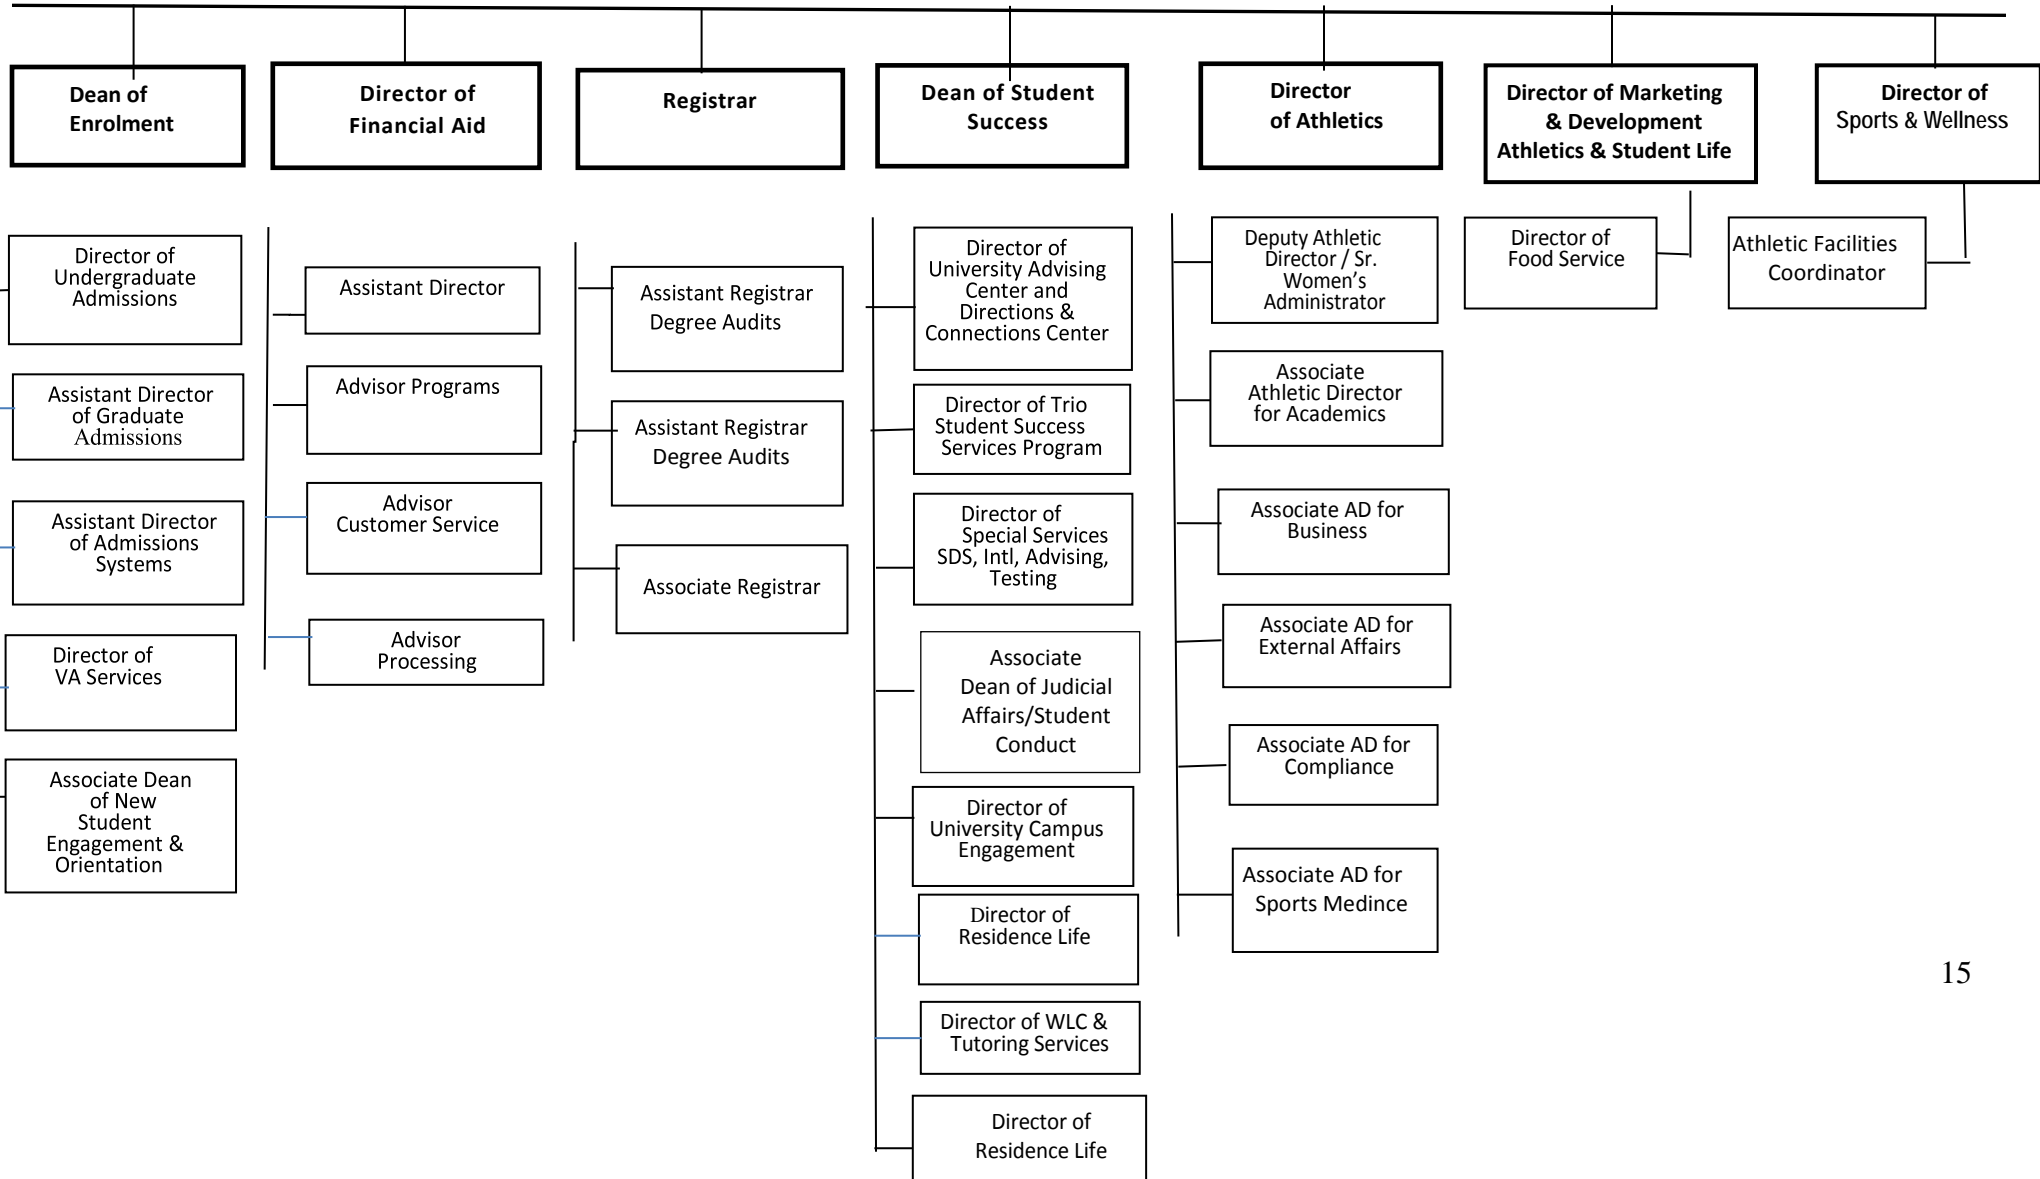 Dean of
Enrolment
Director of
Financial Aid
Registrar
Dean of Student
Success
Director
of Athletics
Director of Marketing
& Development
Athletics & Student Life
Director of
Sports & Wellness
Director of
Undergraduate
Admissions
Assistant Director
of Graduate
Admissions
Assistant Director
of Admissions
Systems
Director of
VA Services
Associate Dean
of New
Student
Engagement &
Orientation
Assistant Director
Advisor Programs
Advisor
Customer Service
Advisor
Processing
Assistant Registrar
Degree Audits
Assistant Registrar
Degree Audits
Associate Registrar
Director of
University Advising
Center and
Directions &
Connections Center
Director of Trio
Student Success
Services Program
Director of
Special Services
SDS, Intl, Advising,
Testing
Associate
Dean of Judicial
Affairs/Student
Conduct
Director of
University Campus
Engagement
Director of
Residence Life
Director of WLC &
Tutoring Services
Director of
Residence Life
Deputy Athletic
Director / Sr.
Women’s
Administrator
Associate
Athletic Director
for Academics
Associate AD for
Business
Associate AD for
External Affairs
Associate AD for
Compliance
Associate AD for
Sports Medince
Director of
Food Service
Athletic Facilities
Coordinator
15